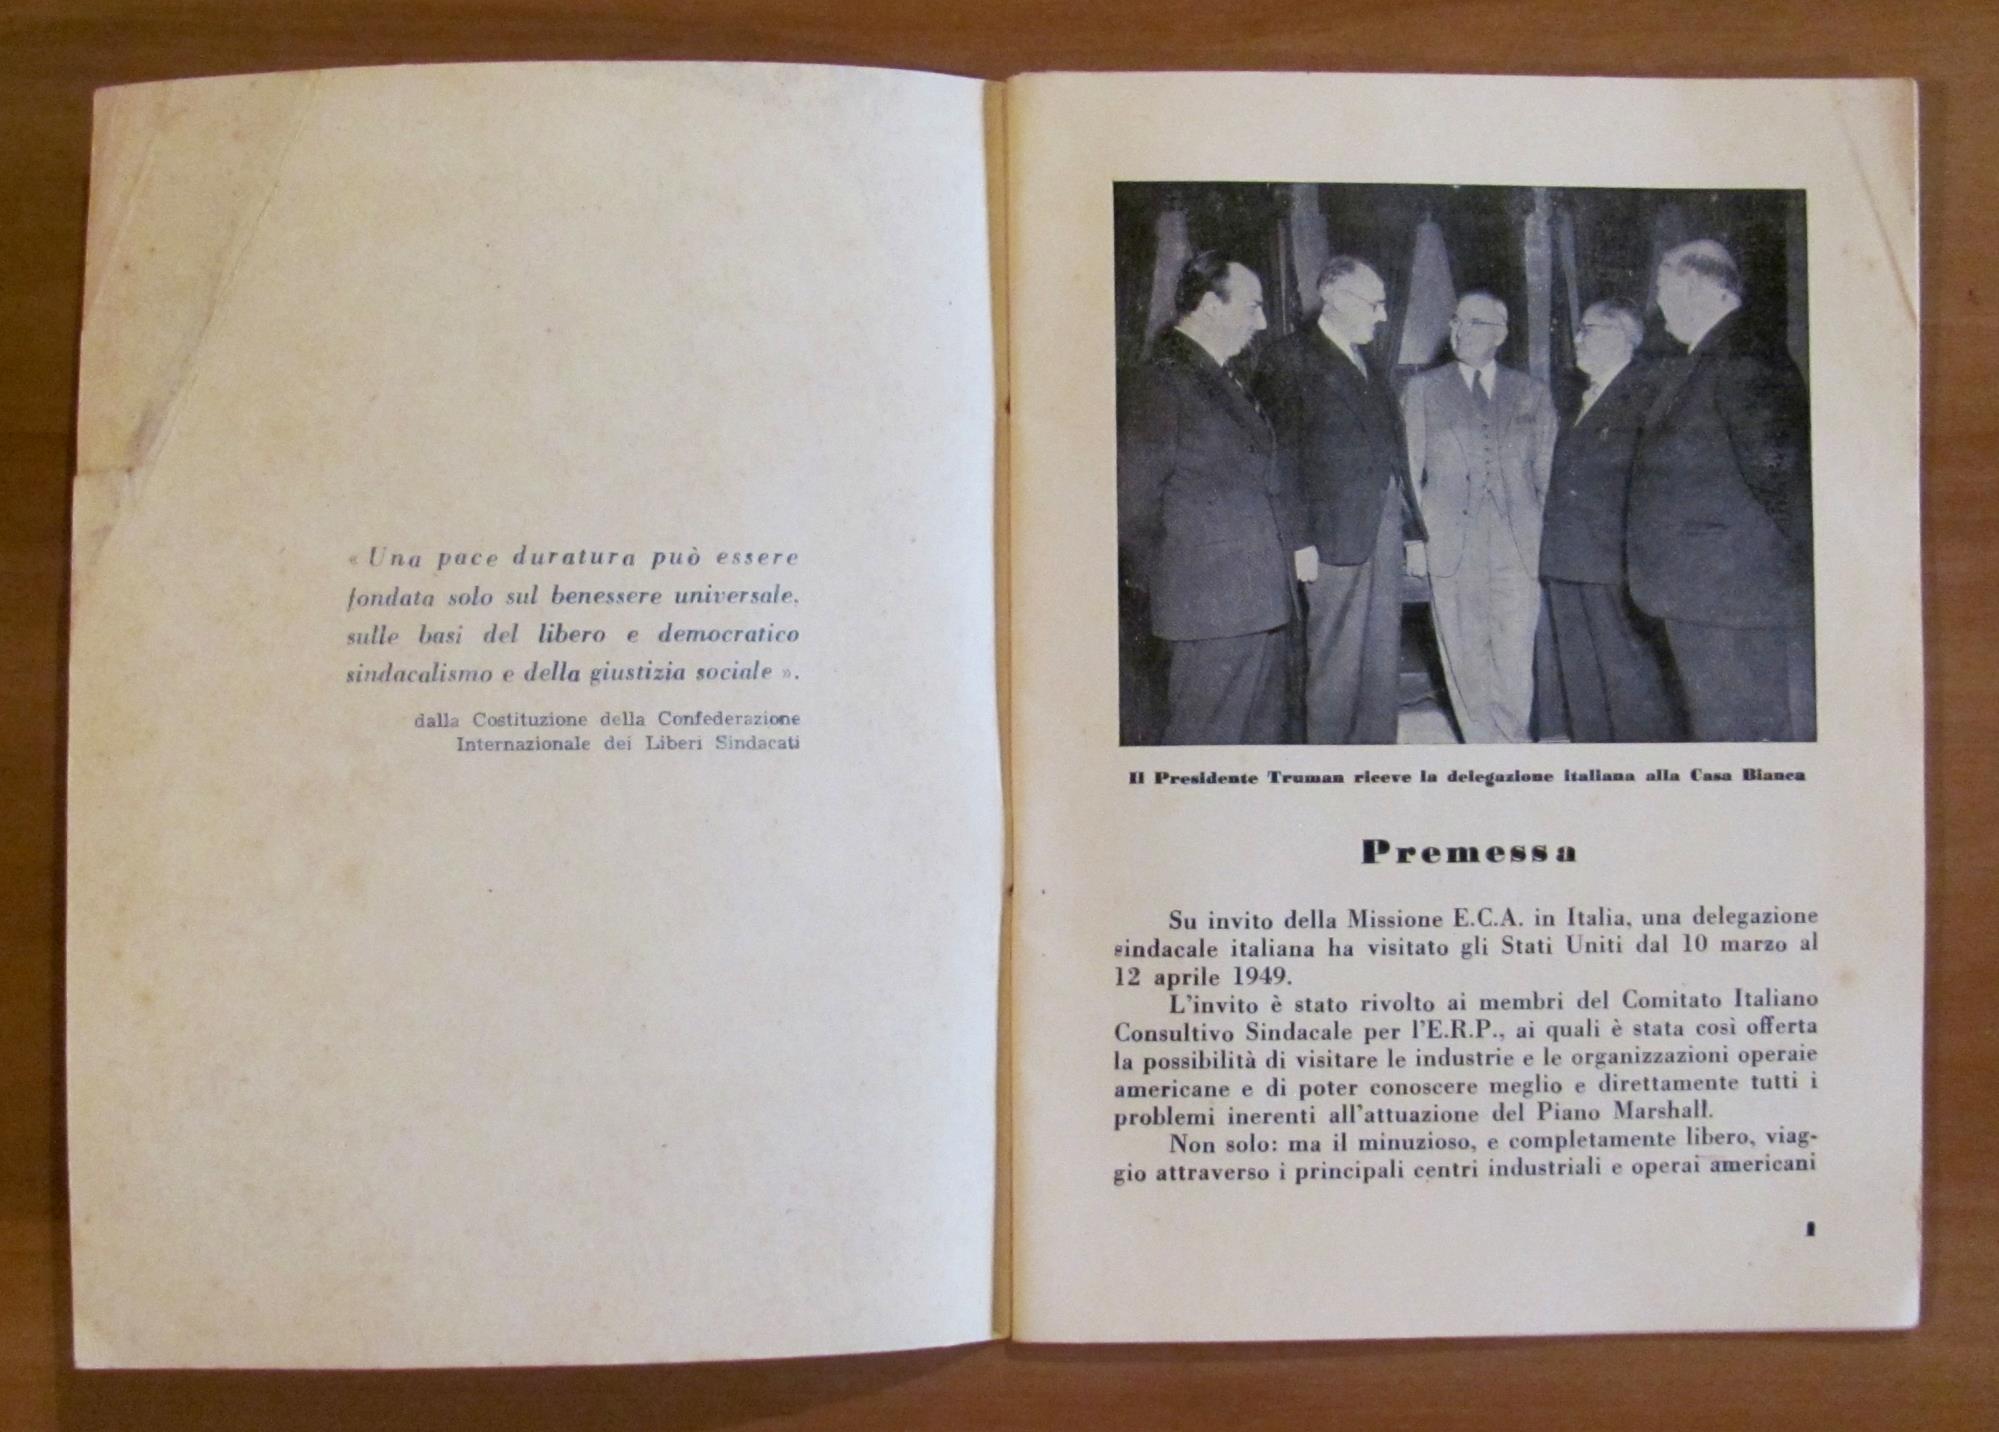 « Una pace duratura può essere
fondata solo sul benessere universale,
sulle basi del libero e democratico
sindacalismo e della giustizia sociale ».
dalla Costituzione della Confederazione
Internazionale dei Liberi Sindacati
Il Presidente Truman riceve la delegazione italiana alla Casa Bianca
Premessa
Su invito della Missione E.C.A. in Italia, una delegazione
sindacale italiana ha visitato gli Stati Uniti dal 10 marzo al
12 aprile 1949.
L'invito è stato rivolto ai membri del Comitato Italiano
Consultivo Sindacale per l'E.R.P., ai quali è stata così offerta
la possibilità di visitare le industrie e le organizzazioni operaie
americane e di poter conoscere meglio e direttamente tutti i
problemi inerenti all'attuazione del Piano Marshall.
Non solo: ma il minuzioso, e completamente libero, viag-
gio attraverso i principali centri industriali e operai americani
1